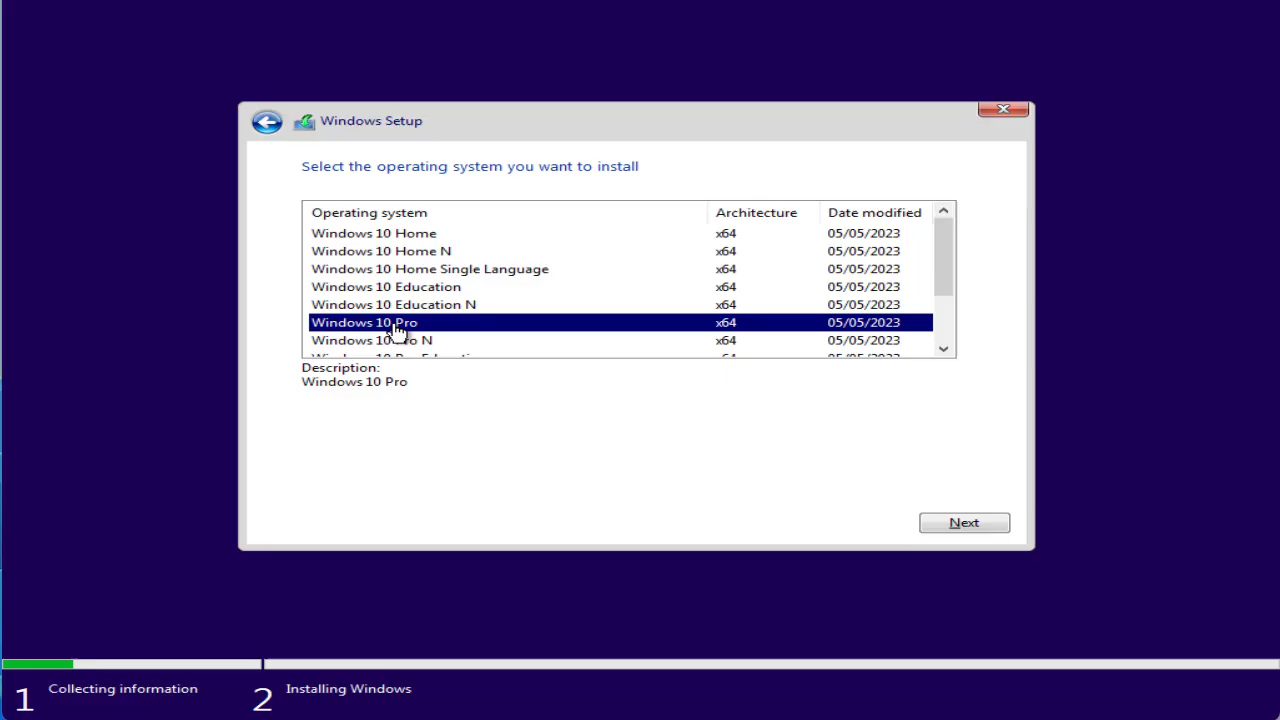 Windows Setup
Select the operating system you want to install
Operating system Architecture Date modified
Windows 10 Home x64 05/05/2023
Windows 10 Home N x64 05/05/2023
Windows 10 Home Single Language x64 05/05/2023
Windows 10 Education x64 05/05/2023
Windows 10 Education N x64 05/05/2023
Windows 10 Pro x64 05/05/2023
Windows 10 Pro N x64 05/05/2023
Description:
Windows 10 Pro
Next
1 Collecting information 2 Installing Windows